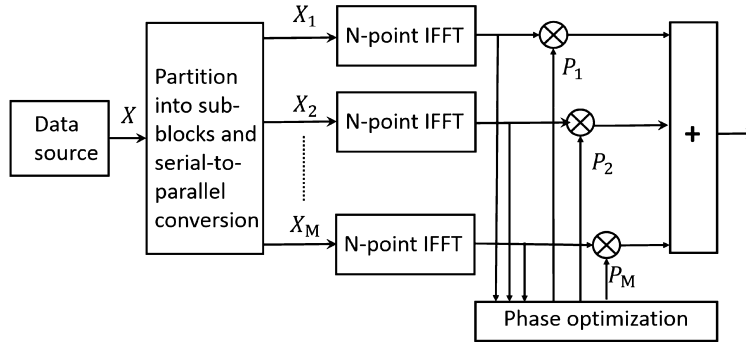 Data
source
X
Partition
into sub-
blocks and
serial-to-
parallel
conversion
X1
N-point IFFT
P1
X2
N-point IFFT
P2
XM
N-point IFFT
PM
+
Phase optimization